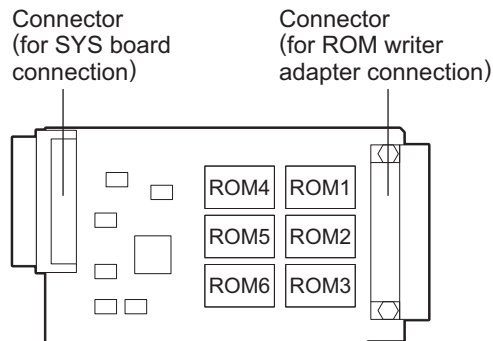 Connector
(for SYS board
connection)
Connector
(for ROM writer
adapter connection)
ROM4
ROM1
ROM5
ROM2
ROM6
ROM3